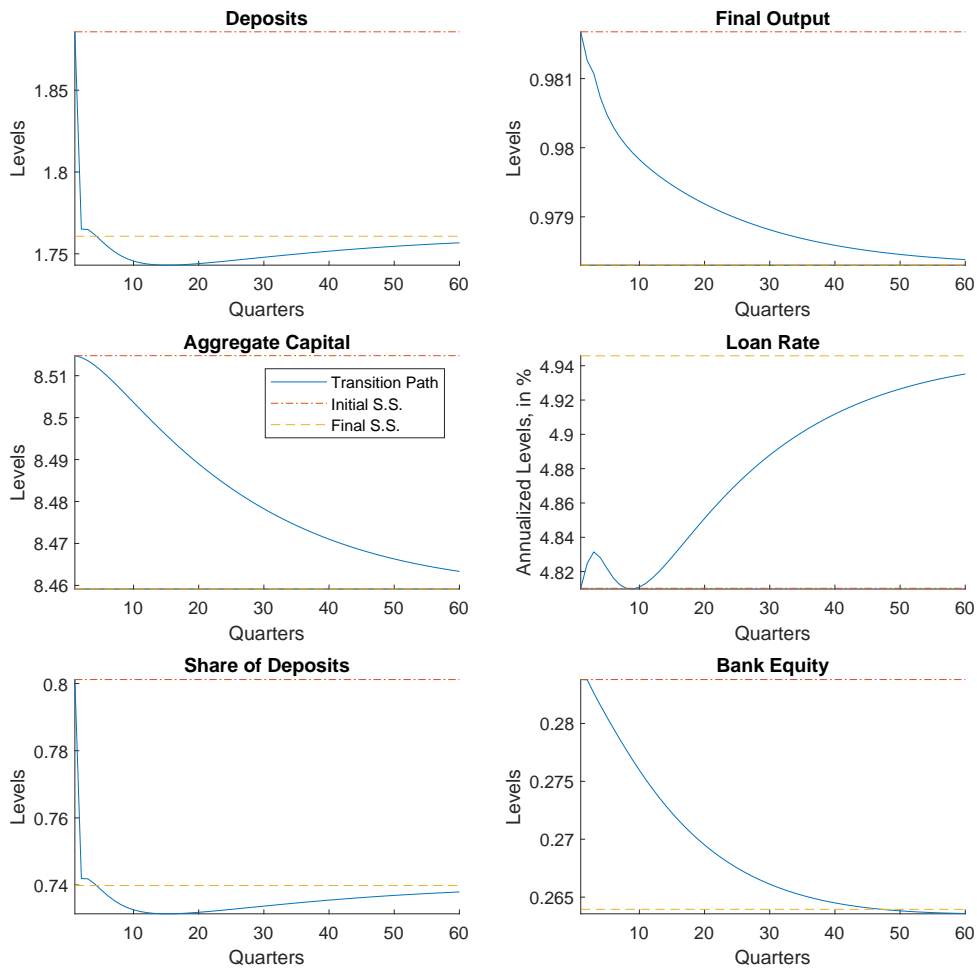 Deposits
Levels
1.85
1.8
1.75
10 20 30 40 50 60
Quarters
Final Output
Levels
0.981
0.98
0.979
10 20 30 40 50 60
Quarters
Aggregate Capital
Levels
8.51
8.5
8.49
8.48
8.47
8.46
Transition Path
Initial S.S.
Final S.S.
10 20 30 40 50 60
Quarters
Loan Rate
Annualized Levels, in %
4.94
4.92
4.9
4.88
4.86
4.84
4.82
10 20 30 40 50 60
Quarters
Share of Deposits
Levels
0.8
0.78
0.76
0.74
10 20 30 40 50 60
Quarters
Bank Equity
Levels
0.28
0.275
0.27
0.265
10 20 30 40 50 60
Quarters